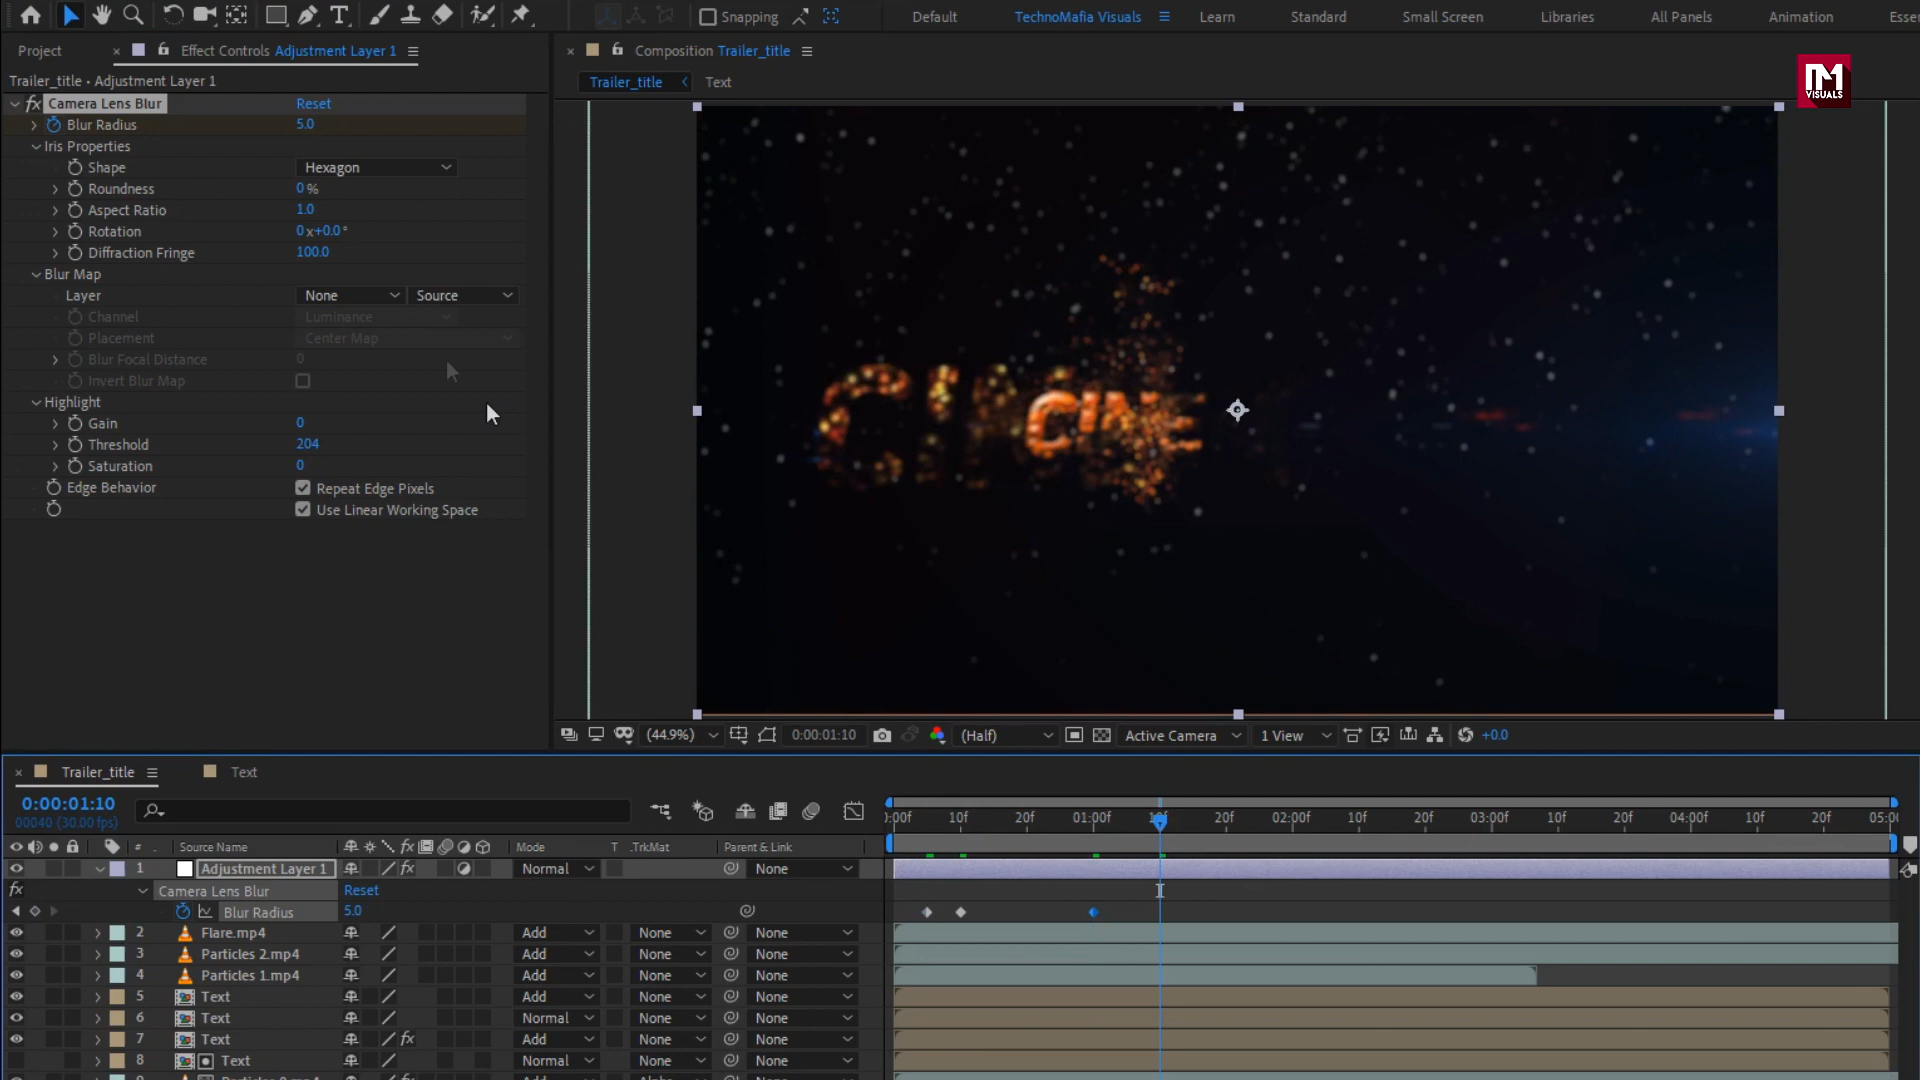 Snapping
Default
TechnoMafia Visuals
Learn
Standard
Small Screen
Libraries
All Panels
Animation
Project
Effect Controls Adjustment Layer 1
Composition Trailer_title
Trailer_title • Adjustment Layer 1
Trailer_title
Text
VISUALS
fx Camera Lens Blur
Reset
Blur Radius
5.0
Iris Properties
Shape
Hexagon
Roundness
0 %
Aspect Ratio
1.0
Rotation
0 x+0.0 °
Diffraction Fringe
100.0
Blur Map
Layer
None
Source
Channel
Luminance
Placement
Center Map
Blur Focal Distance
0
Invert Blur Map
Highlight
Gain
0
Threshold
204
Saturation
0
Edge Behavior
Repeat Edge Pixels
Use Linear Working Space
CINE
(44.9%)
0:00:01:10
(Half)
Active Camera
1 View
+0.0
Trailer_title
Text
0:00:01:10
00040 (30.00 fps)
10f
20f
01:00f
20f
02:00f
10f
20f
03:00f
10f
20f
04:00f
10f
20f
#
Source Name
fx
Mode
T
.TrkMat
Parent & Link
1
Adjustment Layer 1
fx
Normal
None
fx
Camera Lens Blur
Reset
Blur Radius
5.0
2
Flare.mp4
Add
None
None
3
Particles 2.mp4
Add
None
None
4
Particles 1.mp4
Add
None
None
5
Text
Add
None
None
6
Text
Normal
None
None
7
Text
fx
Add
None
None
8
Text
Normal
None
None